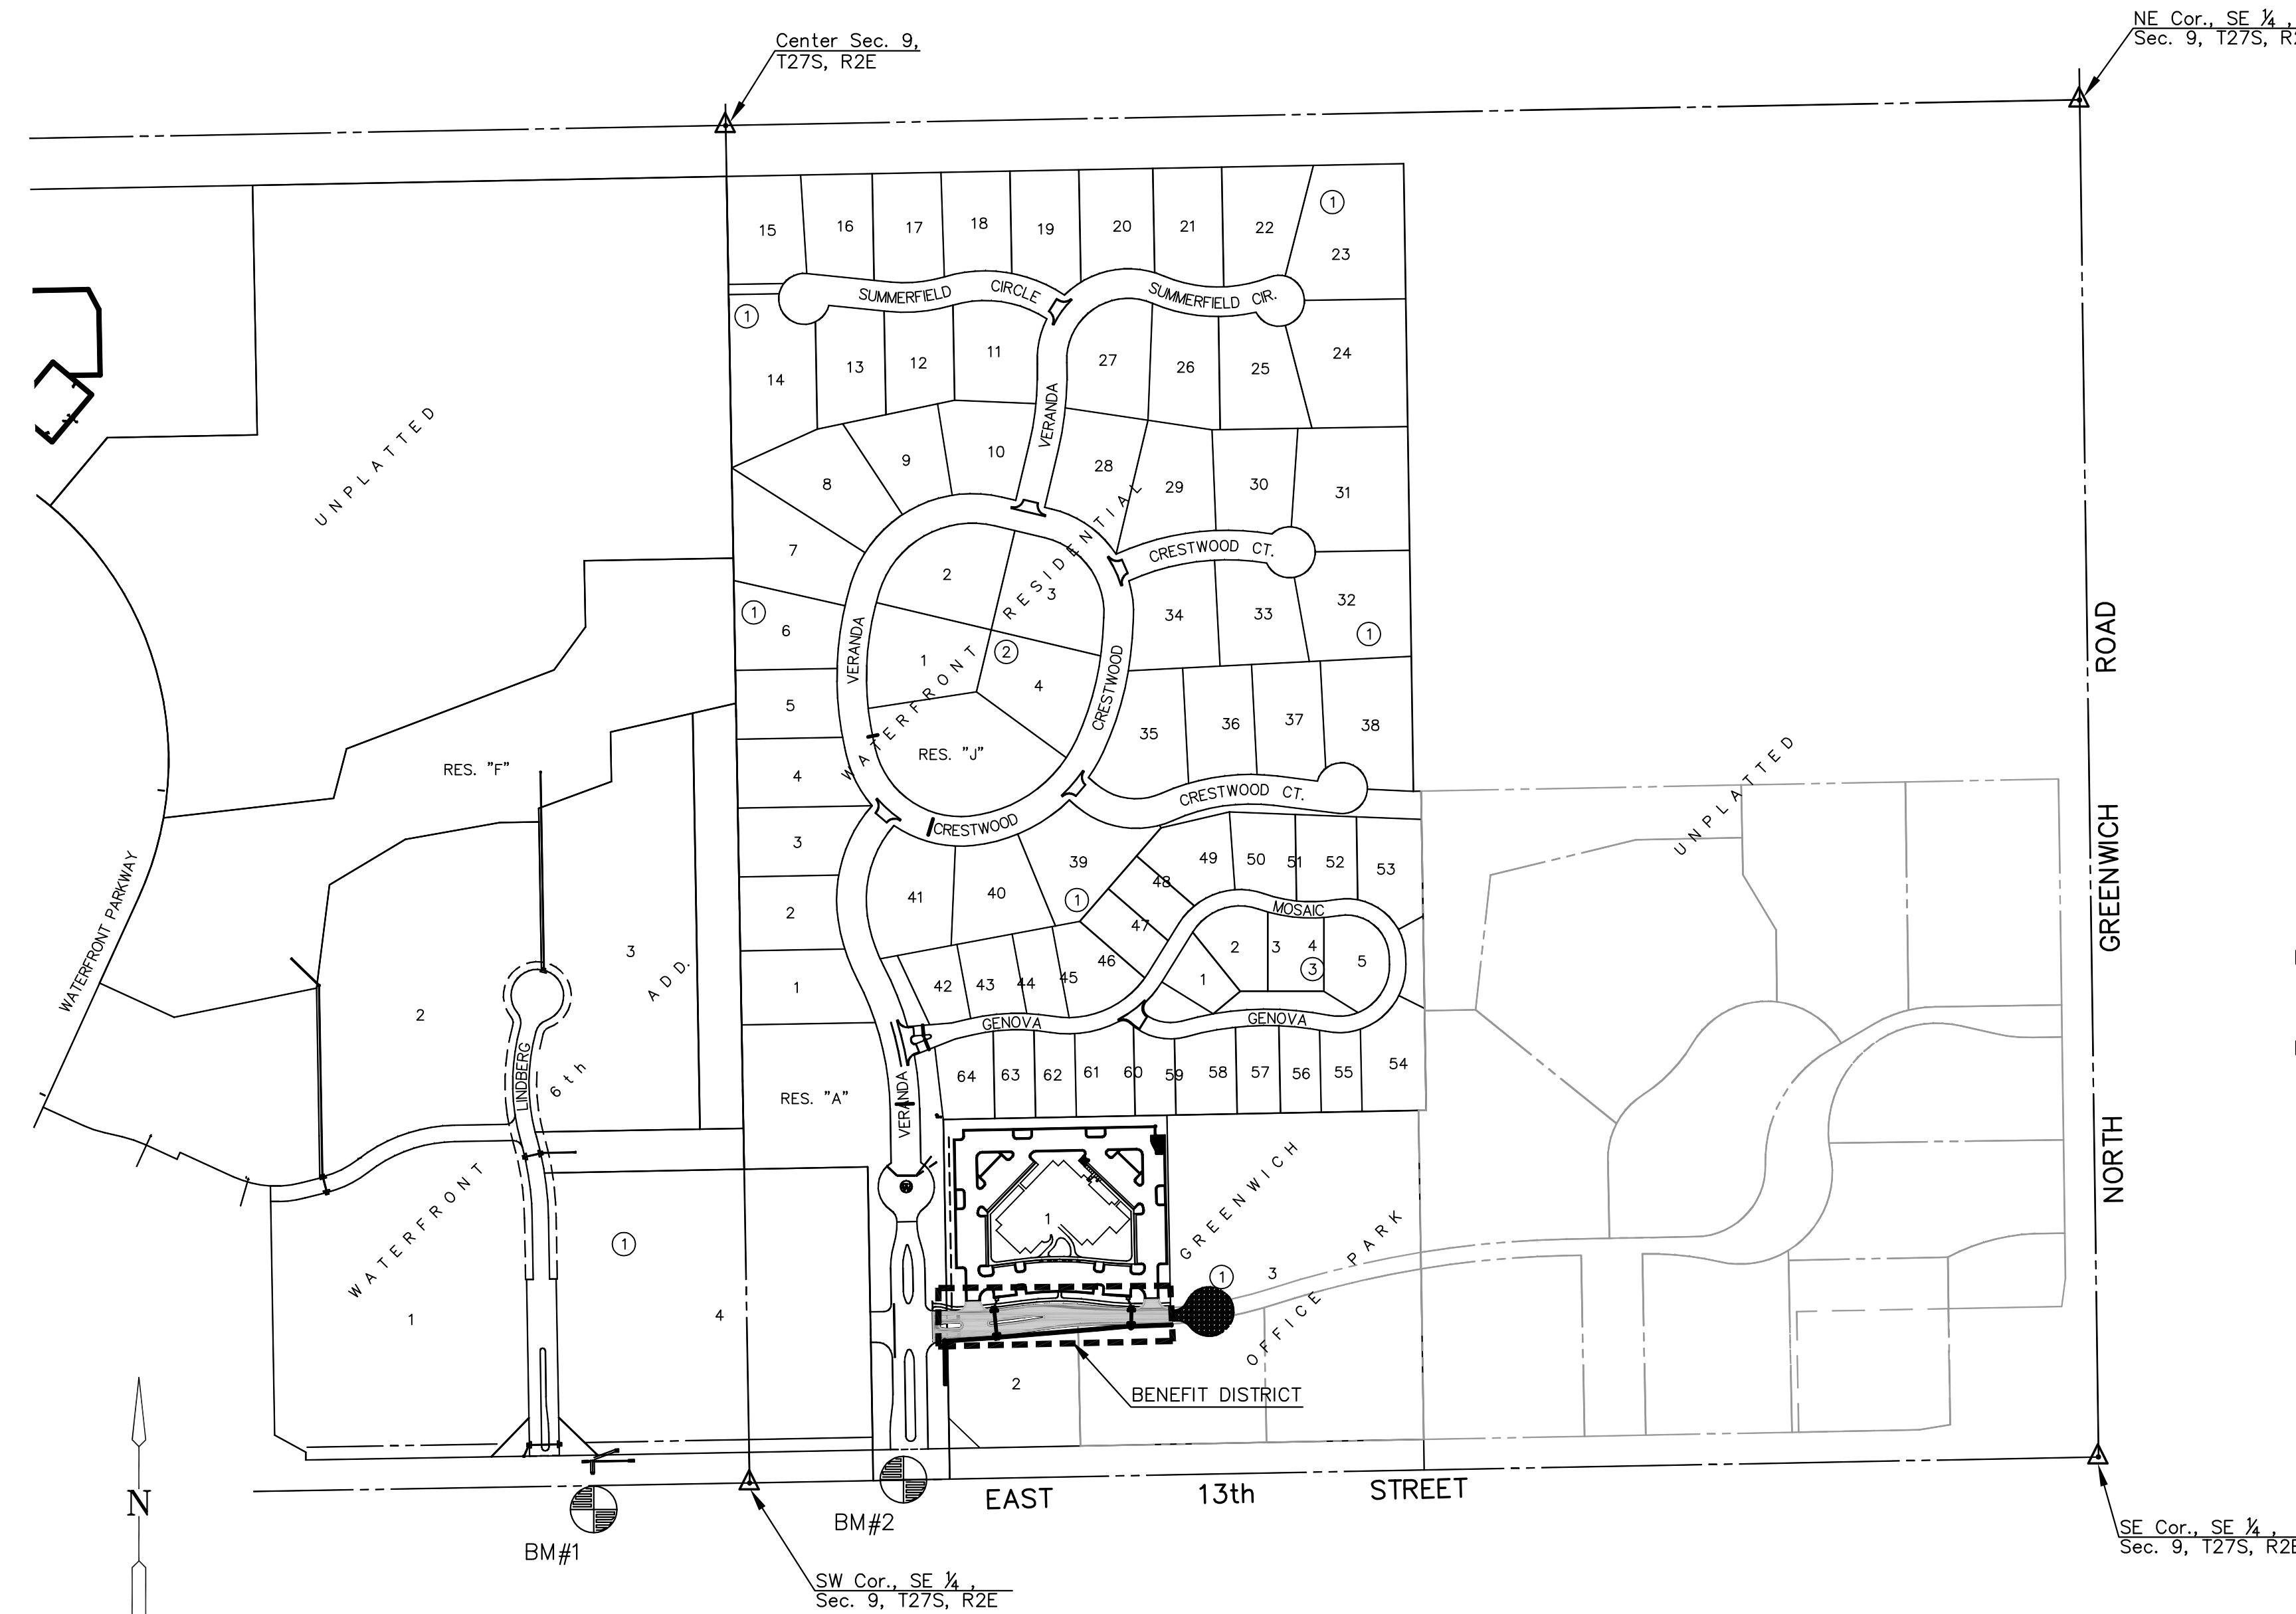 Center Sec. 9,
T27S, R2E
NE Cor., SE ¼ ,
Sec. 9, T27S,
15
16
17
18
19
20
21
22
1
23
SUMMERFIELD CIRCLE
SUMMERFIELD CIR.
1
14
13
12
11
27
26
25
24
VERANDA
UNPLATTED
8
9
10
28
29
30
31
7
2
3
CRESTWOOD CT.
WATERFRONT RESIDENTIAL
34
33
32
1
1
6
VERANDA
1
2
4
CRESTWOOD
5
35
36
37
38
RES. "F"
4
RES. "J"
CRESTWOOD CT.
UNPLATTED
3
CRESTWOOD
39
49
50
51
52
53
WATERFRONT PARKWAY
2
41
40
1
48
47
MOSAIC
3
2
3
4
3
5
1
46
1
42
43
44
45
2
GENOVA
GENOVA
LINDBERG
WATERFRONT 6th ADD.
RES. "A"
VERANDA
64
63
62
61
60
59
58
57
56
55
54
1
GREENWICH
OFFICE PARK
1
3
1
1
4
2
BENEFIT DISTRICT
NORTH GREENWICH ROAD
N
BM#1
BM#2
EAST 13th STREET
SW Cor., SE ¼ ,
Sec. 9, T27S, R2E
SE Cor., SE ¼ ,
Sec. 9, T27S, R2E